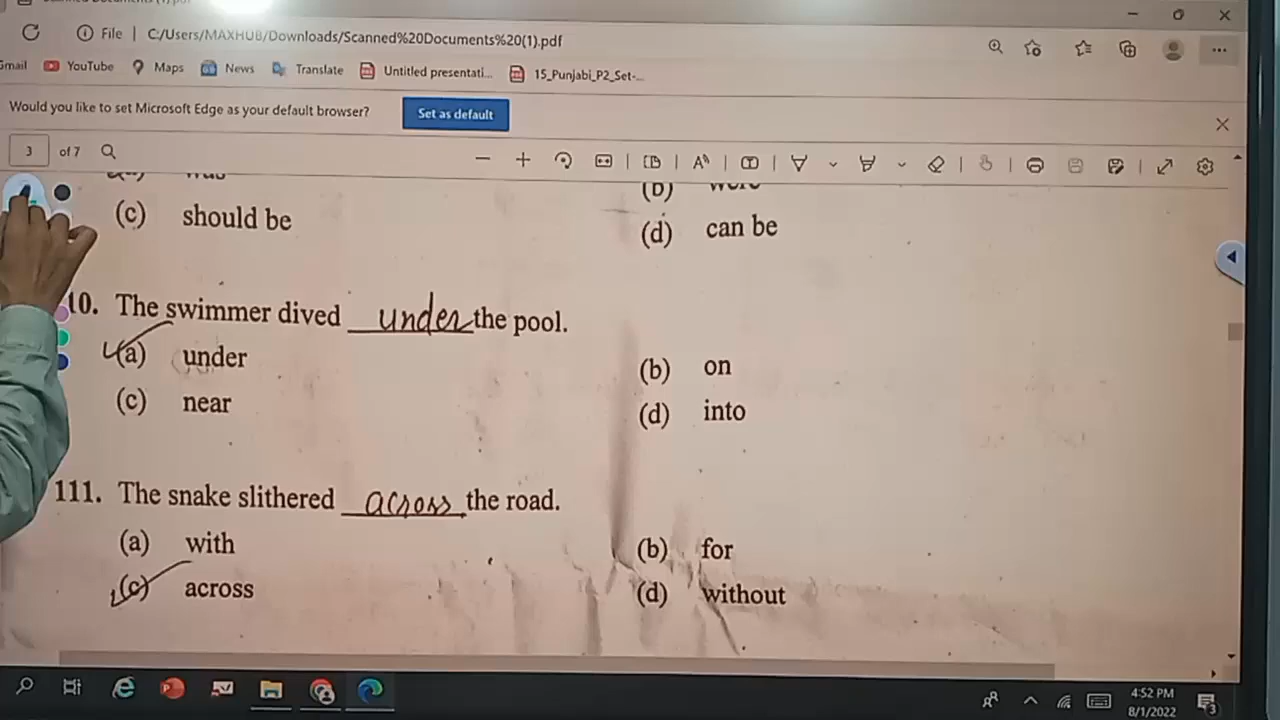 File | C:/Users/MAXHUB/Downloads/Scanned%20Documents%20(1).pdf
Gmail YouTube Maps News Translate Untitled presentati... 15_Punjabi_P2_Set-...
Would you like to set Microsoft Edge as your default browser? Set as default
3 of 7
(b) were
(c) should be
(d) can be
10. The swimmer dived under the pool.
(a) under
(b) on
(c) near
(d) into
111. The snake slithered across the road.
(a) with
(b) for
(c) across
(d) without
4:52 PM
8/1/2022
3